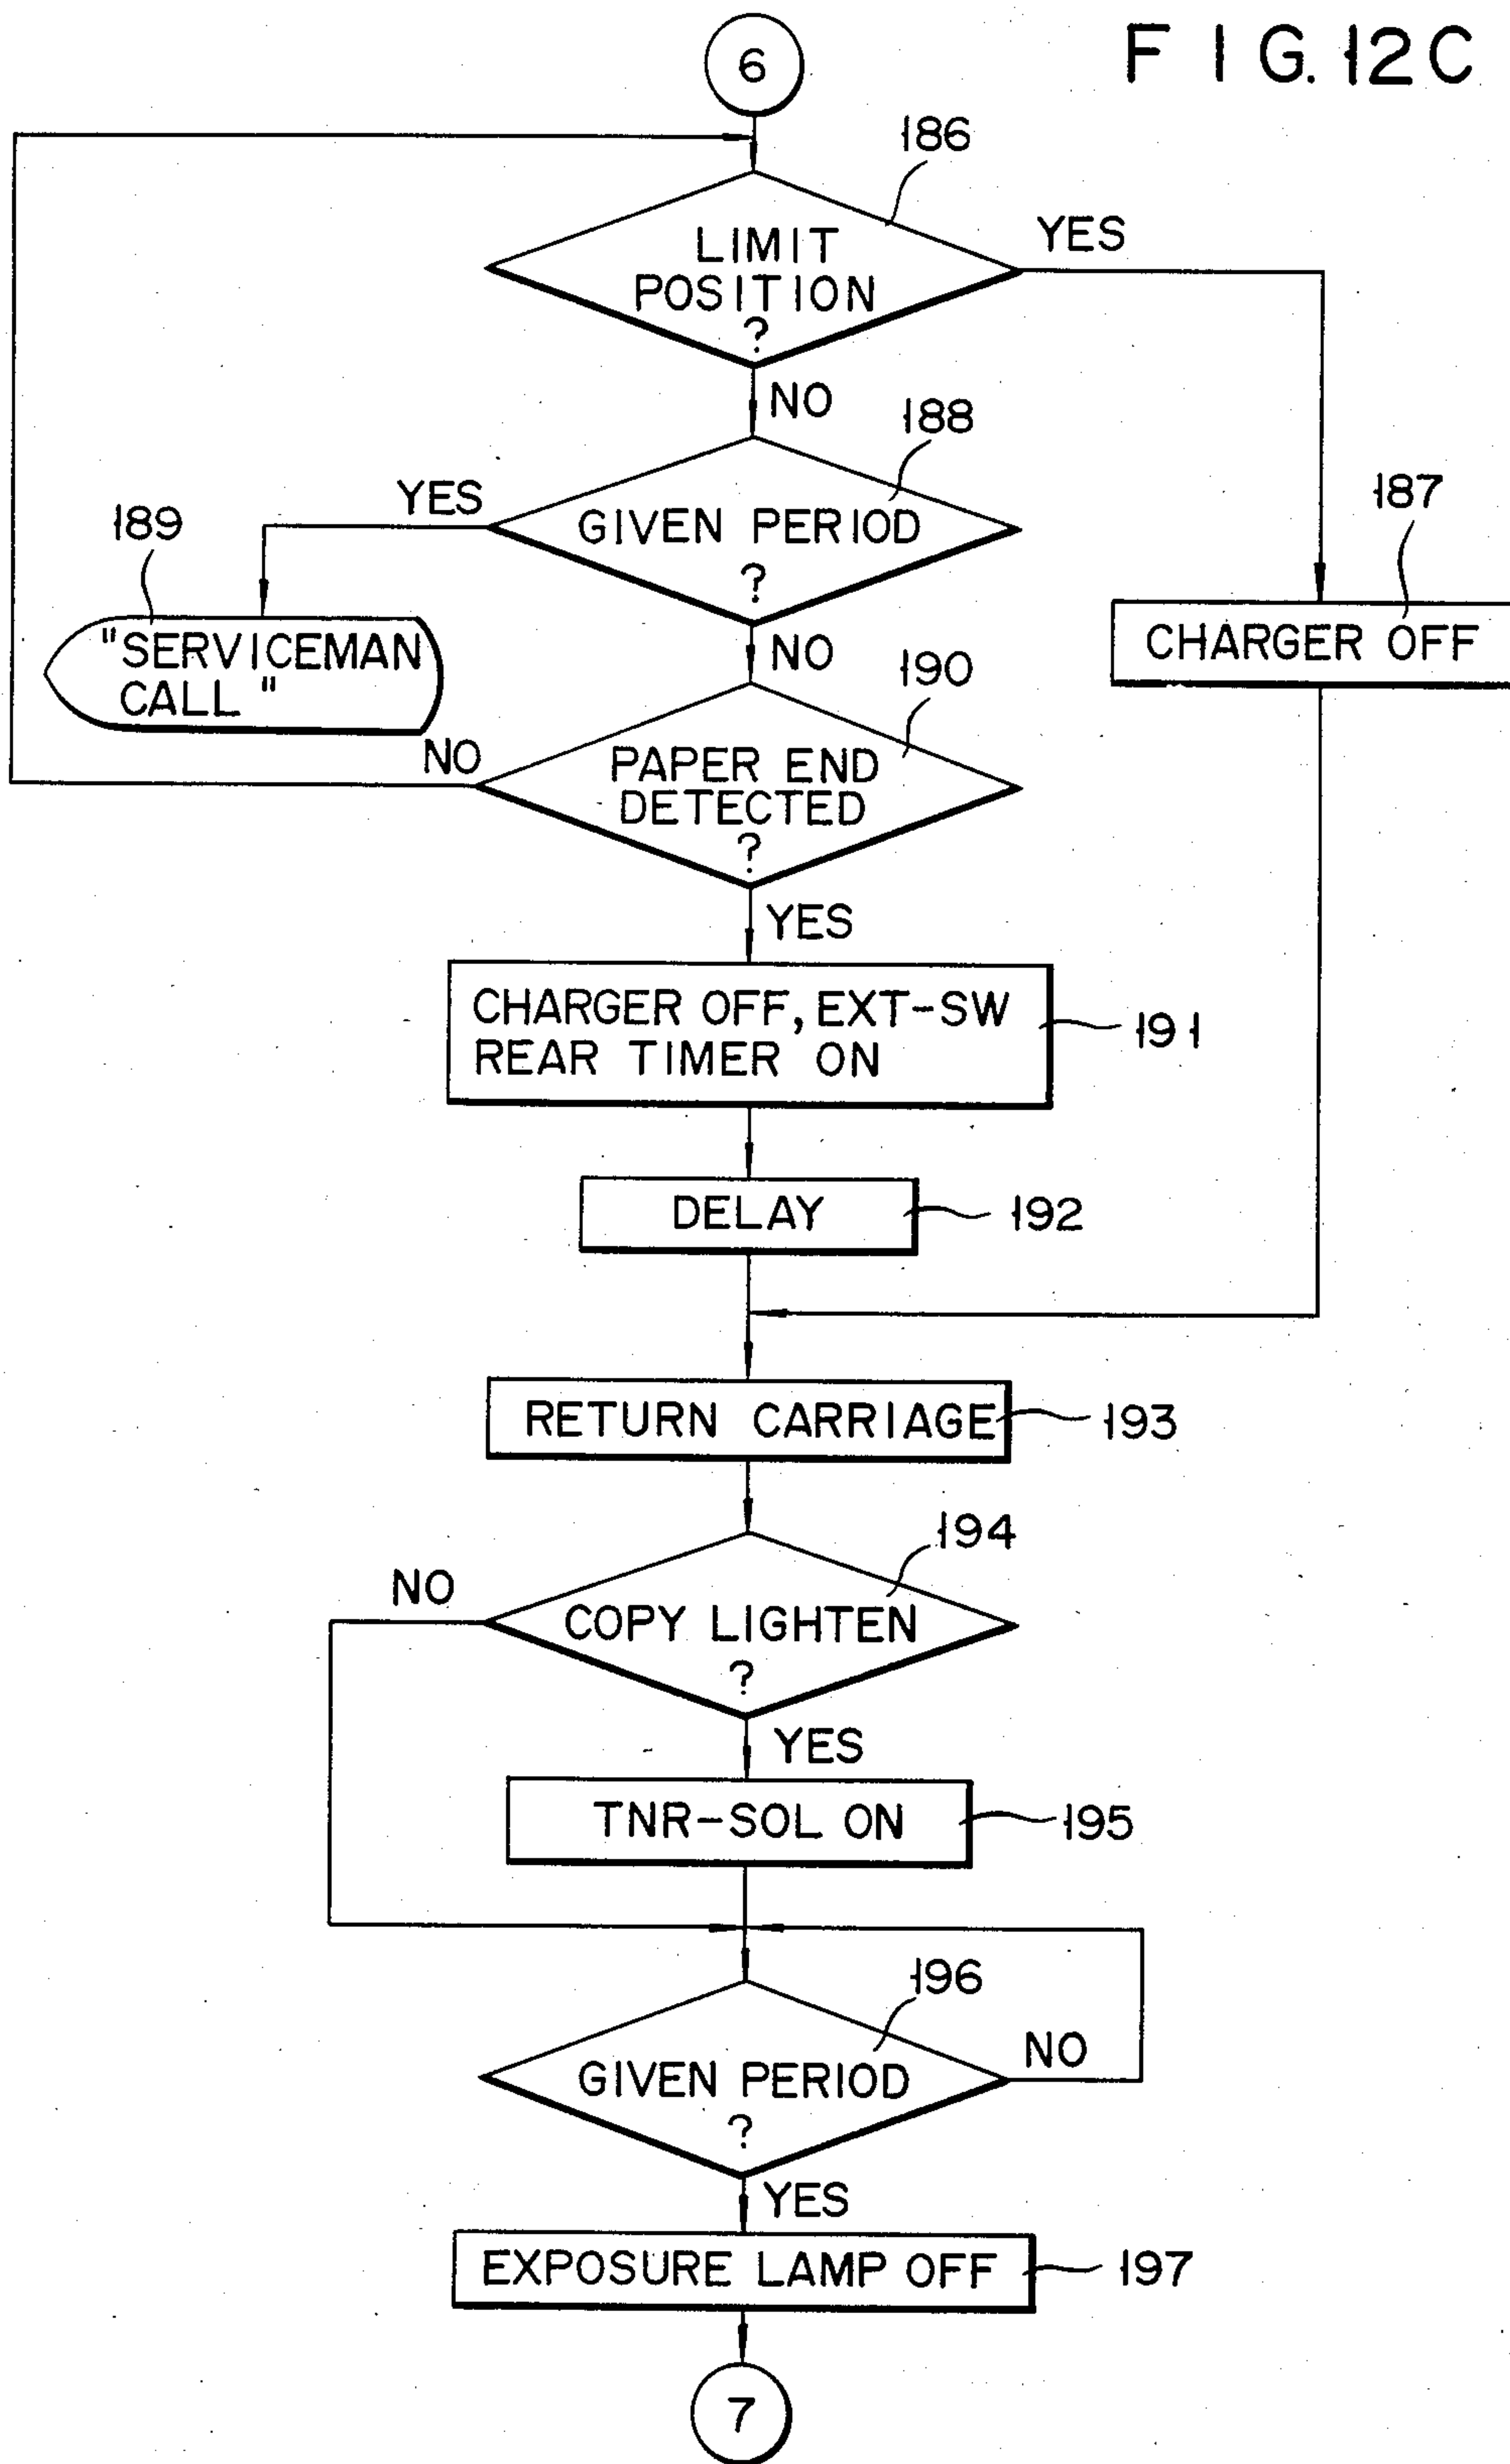 FIG. 12C
6
186
LIMIT
POSITION
?
YES
NO
188
GIVEN PERIOD
?
YES
189
"SERVICEMAN
CALL"
187
CHARGER OFF
NO
190
PAPER END
DETECTED
?
NO
YES
CHARGER OFF, EXT-SW
REAR TIMER ON
191
DELAY
192
RETURN CARRIAGE
193
194
COPY LIGHTEN
?
NO
YES
TNR-SOL ON
195
196
GIVEN PERIOD
?
NO
YES
EXPOSURE LAMP OFF
197
7